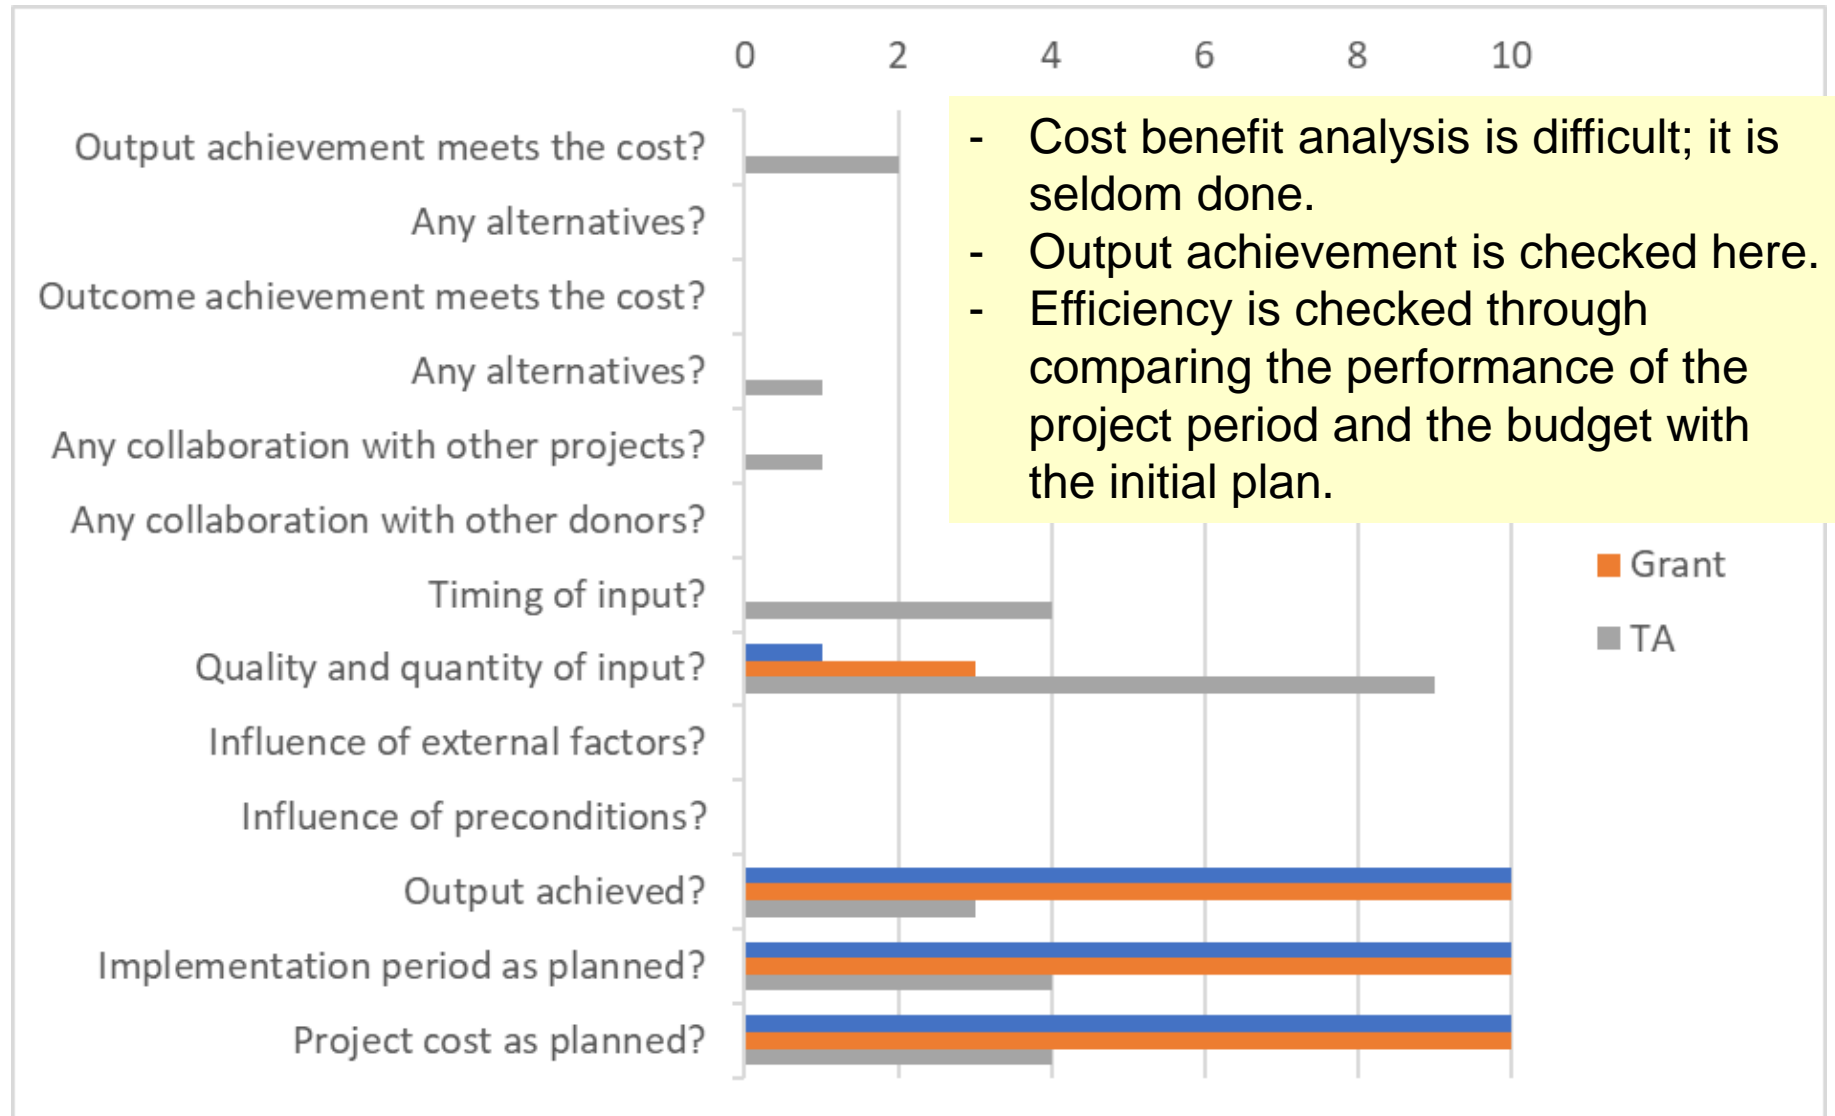 0 2 4 6 8 10
Output achievement meets the cost?
Any alternatives?
Outcome achievement meets the cost?
Any alternatives?
Any collaboration with other projects?
Any collaboration with other donors?
Timing of input?
Quality and quantity of input?
Influence of external factors?
Influence of preconditions?
Output achieved?
Implementation period as planned?
Project cost as planned?
- Cost benefit analysis is difficult; it is
seldom done.
- Output achievement is checked here.
- Efficiency is checked through
comparing the performance of the
project period and the budget with
the initial plan.
Grant
TA